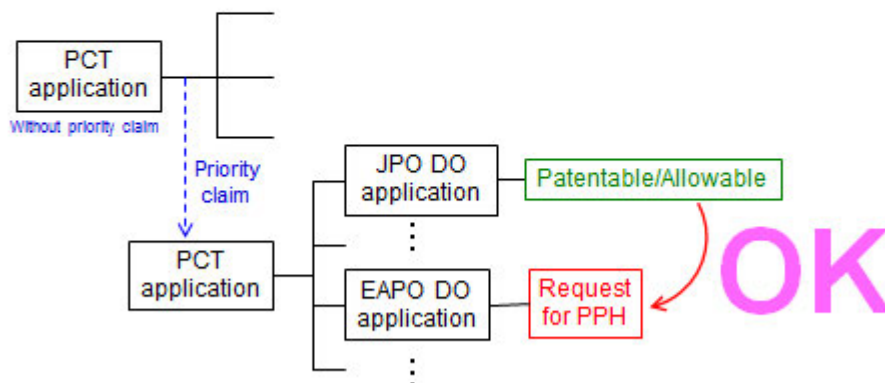 PCT
application
Without priority claim
Priority
claim
JPO DO
application
Patentable/Allowable
OK
PCT
application
EAPO DO
application
Request
for PPH